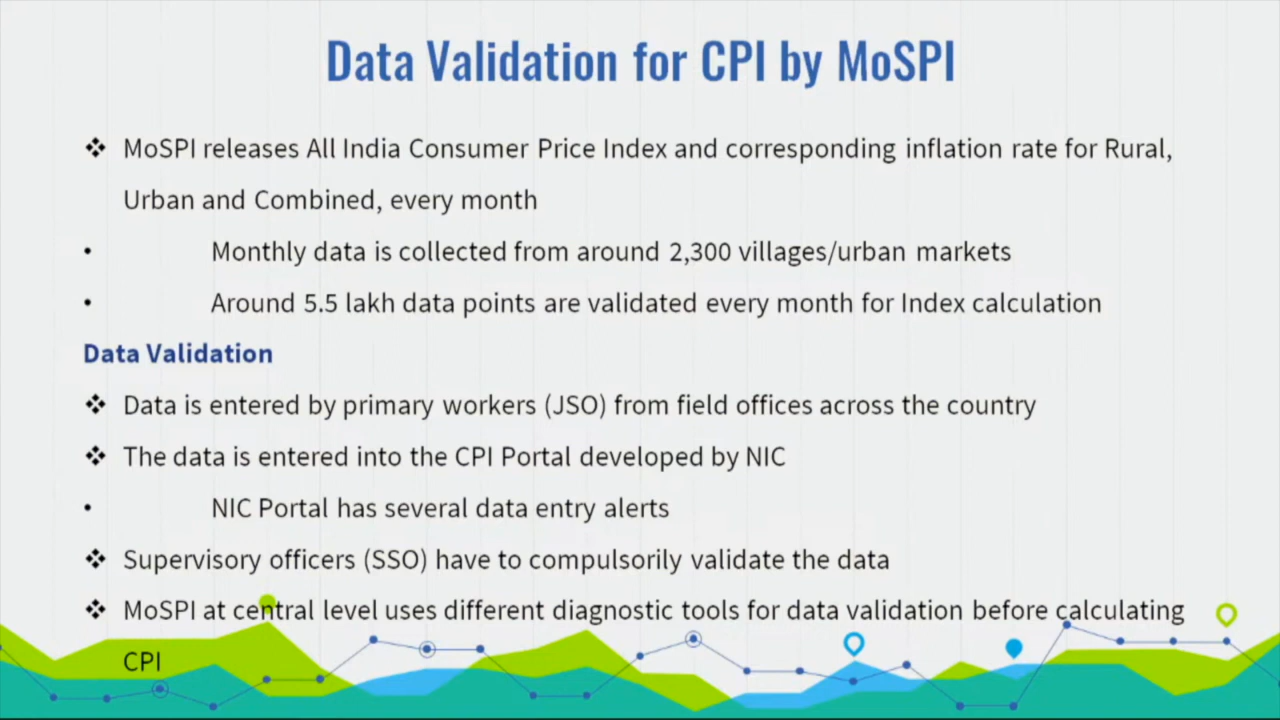 Data Validation for CPI by MoSPI
❖ MoSPI releases All India Consumer Price Index and corresponding inflation rate for Rural,
Urban and Combined, every month
• Monthly data is collected from around 2,300 villages/urban markets
• Around 5.5 lakh data points are validated every month for Index calculation
Data Validation
❖ Data is entered by primary workers (JSO) from field offices across the country
❖ The data is entered into the CPI Portal developed by NIC
• NIC Portal has several data entry alerts
❖ Supervisory officers (SSO) have to compulsorily validate the data
❖ MoSPI at central level uses different diagnostic tools for data validation before calculating
CPI